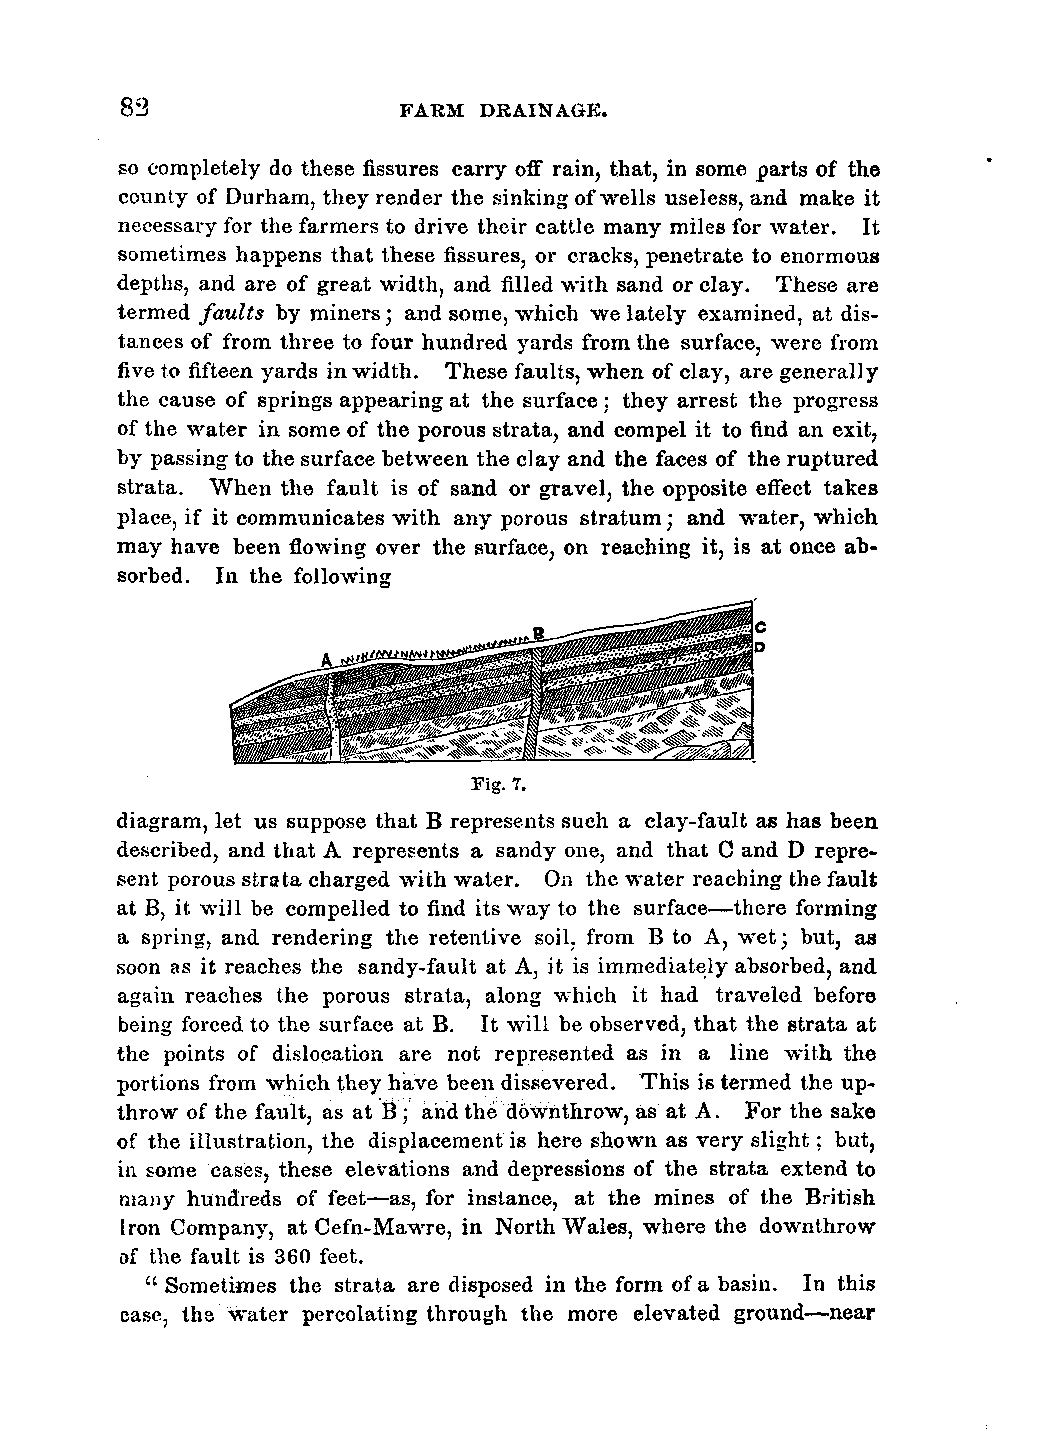 82 FARM DRAINAGE.
so completely do these fissures carry off rain, that, in some parts of the
county of Durham, they render the sinking of wells useless, and make it
necessary for the farmers to drive their cattle many miles for water. It
sometimes happens that these fissures, or cracks, penetrate to enormous
depths, and are of great width, and filled with sand or clay. These are
termed faults by miners; and some, which we lately examined, at dis-
tances of from three to four hundred yards from the surface, were from
five to fifteen yards in width. These faults, when of clay, are generally
the cause of springs appearing at the surface; they arrest the progress
of the water in some of the porous strata, and compel it to find an exit,
by passing to the surface between the clay and the faces of the ruptured
strata. When the fault is of sand or gravel, the opposite effect takes
place, if it communicates with any porous stratum; and water, which
may have been flowing over the surface, on reaching it, is at once ab-
sorbed. In the following
A B C
D
Fig. 7.
diagram, let us suppose that B represents such a clay-fault as has been
described, and that A represents a sandy one, and that C and D repre-
sent porous strata charged with water. On the water reaching the fault
at B, it will be compelled to find its way to the surface—there forming
a spring, and rendering the retentive soil, from B to A, wet; but, as
soon as it reaches the sandy-fault at A, it is immediately absorbed, and
again reaches the porous strata, along which it had traveled before
being forced to the surface at B. It will be observed, that the strata at
the points of dislocation are not represented as in a line with the
portions from which they have been dissevered. This is termed the up-
throw of the fault, as at B; and the downthrow, as at A. For the sake
of the illustration, the displacement is here shown as very slight; but,
in some cases, these elevations and depressions of the strata extend to
many hundreds of feet—as, for instance, at the mines of the British
Iron Company, at Cefn-Mawre, in North Wales, where the downthrow
of the fault is 360 feet.
“Sometimes the strata are disposed in the form of a basin. In this
case, the water percolating through the more elevated ground—near